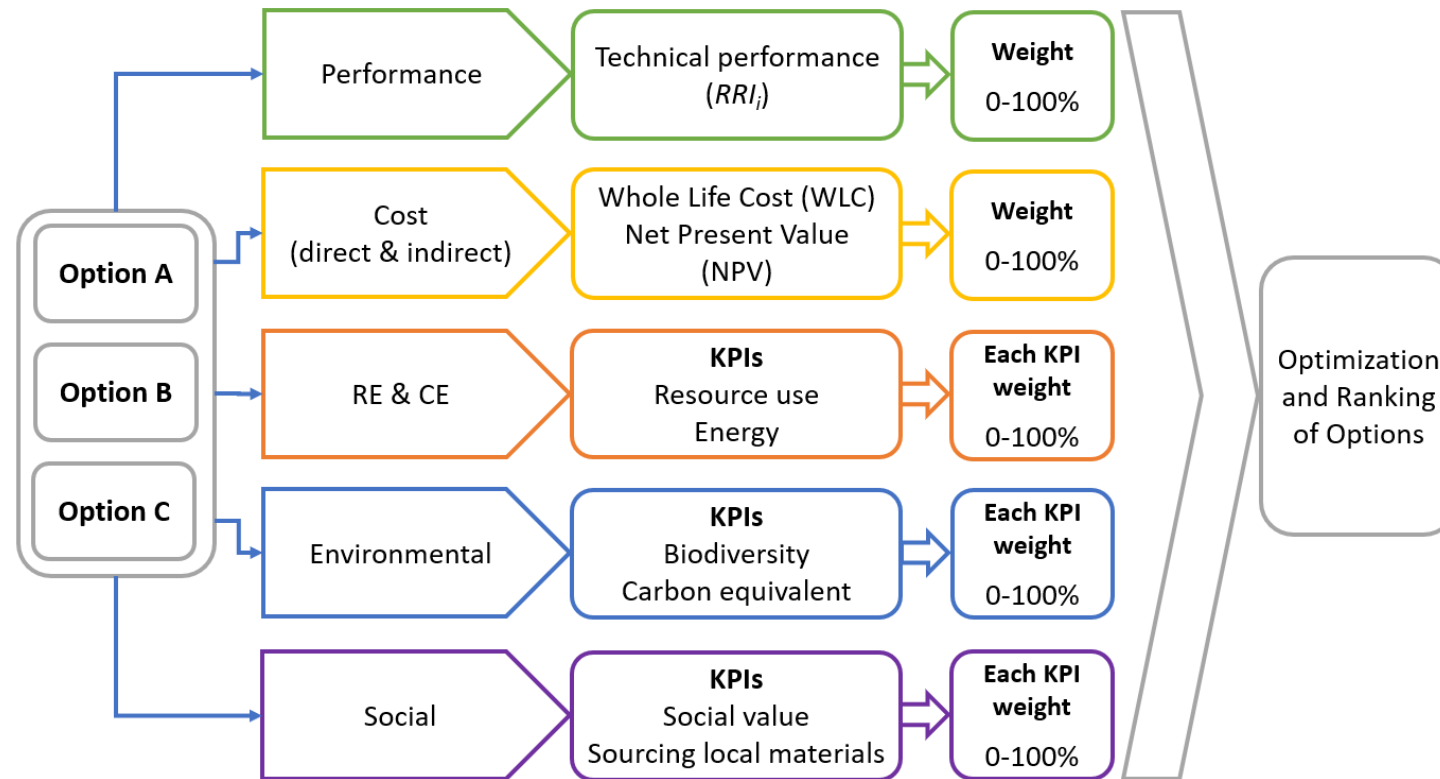 Performance
Technical performance
(RRIi)
Weight
0-100%
Cost
(direct & indirect)
Whole Life Cost (WLC)
Net Present Value
(NPV)
Weight
0-100%
Option A
Option B
Option C
RE & CE
KPIs
Resource use
Energy
Each KPI
weight
0-100%
Environmental
KPIs
Biodiversity
Carbon equivalent
Each KPI
weight
0-100%
Social
KPIs
Social value
Sourcing local materials
Each KPI
weight
0-100%
Optimization
and Ranking
of Options